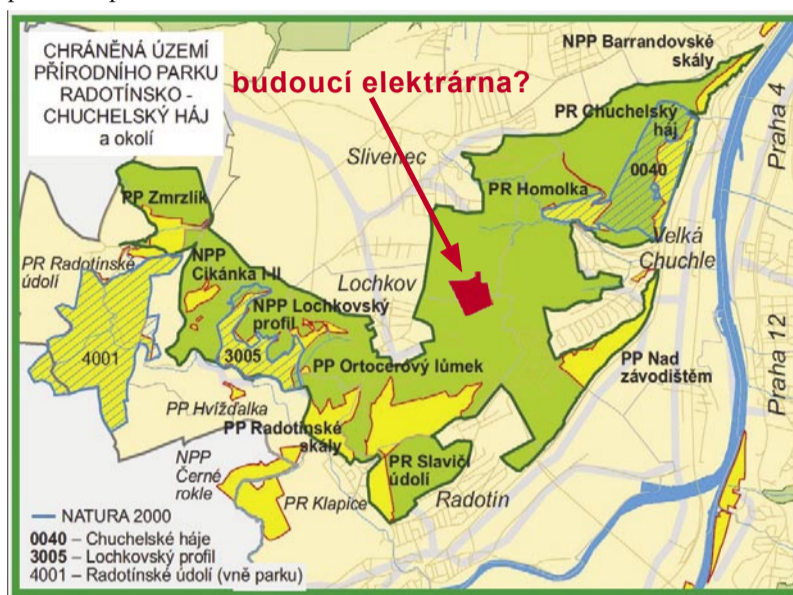 CHRÁNĚNÁ ÚZEMÍ
PŘÍRODNÍHO PARKU
RADOTÍNSKO -
CHUCHELSKÝ HÁJ
a okolí
budoucí elektrárna?
NPP Barrandovské
skály
PR Chuchelský
háj
Praha 4
Slivenec
0040
PR Homolka
PP Zmrzlík
Velká
Chuchle
PR Radotínské
údolí
NPP
Cikánka I-II
Lochkov
NPP Lochkovský
profil
4001
3005
PP Ortocerový lůmek
PP Nad
závodištěm
Praha 12
PP Hvížďalka
PP Radotínské
skály
NPP
Černé
rokle
PR Klapice
PR Slavičí
údolí
Radotín
NATURA 2000
0040 – Chuchelské háje
3005 – Lochkovský profil
4001 – Radotínské údolí (vně parku)